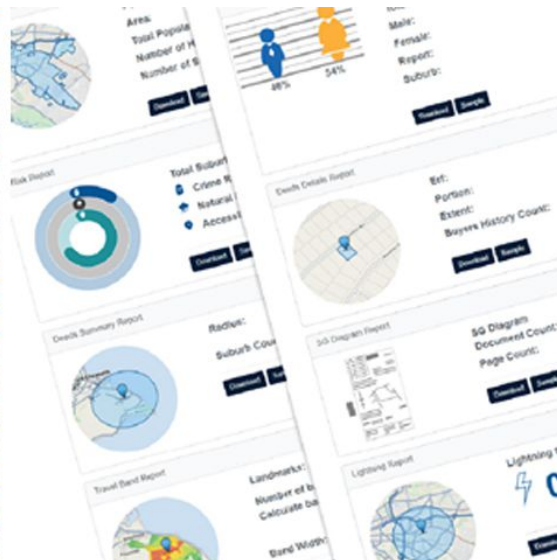 Area
Total Popula
Number of H
Number of S
Download
Risk Report
Total Suburb
Crime R
Natural
Access
Download
Deeds Summary Report
Radius:
Suburb Coun
Download
Travel Band Report
Landmarks:
Number of b
Calculate ba
Band Width:
Male:
Female:
Report:
Suburb:
46%
54%
Download
Sample
Deeds Details Report
Erf:
Portion:
Extent:
Buyers History Count:
Download
Sample
SG Diagram Report
SG Diagram
Document Count:
Page Count:
Download
Sample
Lightning Report
Lightning
0